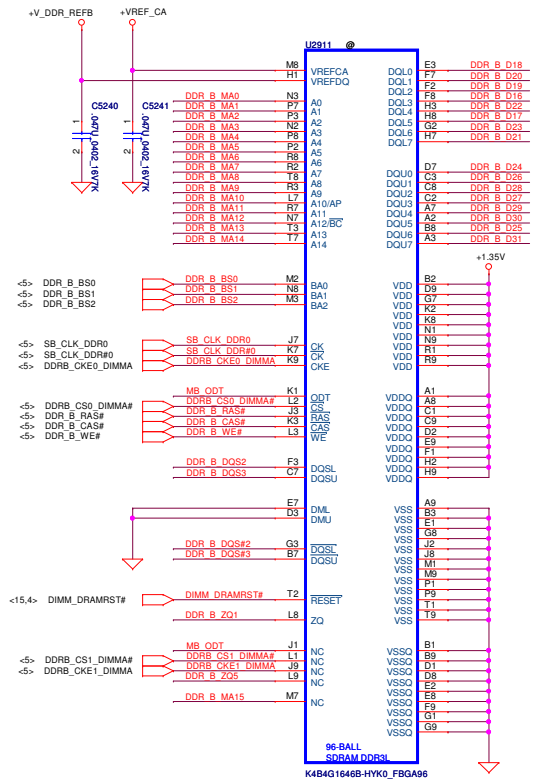 +V_DDR_REFB
+VREF_CA
U2911 @
C5240
C5241
.047U_0402_16V7K
.047U_0402_16V7K
1
2
1
2
M8 VREFCA
H1 VREFDQ
DDR_B_MA0 N3 A0
DDR_B_MA1 P7 A1
DDR_B_MA2 P3 A2
DDR_B_MA3 N2 A3
DDR_B_MA4 P8 A4
DDR_B_MA5 P2 A5
DDR_B_MA6 R8 A6
DDR_B_MA7 R2 A7
DDR_B_MA8 T8 A8
DDR_B_MA9 R3 A9
DDR_B_MA10 L7 A10/AP
DDR_B_MA11 R7 A11
DDR_B_MA12 N7 A12/BC
DDR_B_MA13 T3 A13
DDR_B_MA14 T7 A14
DQL0 E3 DDR_B_D18
DQL1 F7 DDR_B_D20
DQL2 F2 DDR_B_D19
DQL3 F8 DDR_B_D16
DQL4 H3 DDR_B_D22
DQL5 H8 DDR_B_D17
DQL6 G2 DDR_B_D23
DQL7 H7 DDR_B_D21
DQU0 D7 DDR_B_D24
DQU1 C3 DDR_B_D26
DQU2 C8 DDR_B_D28
DQU3 C2 DDR_B_D27
DQU4 A7 DDR_B_D29
DQU5 A2 DDR_B_D30
DQU6 B8 DDR_B_D25
DQU7 A3 DDR_B_D31
+1.35V
<5> DDR_B_BS0 DDR_B_BS0 M2 BA0
<5> DDR_B_BS1 DDR_B_BS1 N8 BA1
<5> DDR_B_BS2 DDR_B_BS2 M3 BA2
VDD B2
VDD D9
VDD G7
VDD K2
VDD K8
VDD N1
VDD N9
VDD R1
VDD R9
<5> SB_CLK_DDR0 SB_CLK_DDR0 J7 CK
<5> SB_CLK_DDR#0 SB_CLK_DDR#0 K7 CK
<5> DDRB_CKE0_DIMMA DDRB_CKE0_DIMMA K9 CKE
MB_ODT K1 ODT
<5> DDRB_CS0_DIMMA# DDRB_CS0_DIMMA# L2 CS
<5> DDR_B_RAS# DDR_B_RAS# J3 RAS
<5> DDR_B_CAS# DDR_B_CAS# K3 CAS
<5> DDR_B_WE# DDR_B_WE# L3 WE
VDDQ A1
VDDQ A8
VDDQ C1
VDDQ C9
VDDQ D2
VDDQ E9
VDDQ F1
VDDQ H2
VDDQ H9
DDR_B_DQS2 F3 DQSL
DDR_B_DQS3 C7 DQSU
E7 DML
D3 DMU
DDR_B_DQS#2 G3 DQSL
DDR_B_DQS#3 B7 DQSU
VSS A9
VSS B3
VSS E1
VSS G8
VSS J2
VSS J8
VSS M1
VSS M9
VSS P1
VSS P9
VSS T1
VSS T9
<15,4> DIMM_DRAMRST# DIMM_DRAMRST# T2 RESET
DDR_B_ZQ1 L8 ZQ
MB_ODT J1 NC
<5> DDRB_CS1_DIMMA# DDRB_CS1_DIMMA# L1 NC
<5> DDRB_CKE1_DIMMA DDRB_CKE1_DIMMA J9 NC
DDR_B_ZQ5 L9 NC
DDR_B_MA15 M7 NC
VSSQ B1
VSSQ B9
VSSQ D1
VSSQ D8
VSSQ E2
VSSQ E8
VSSQ F9
VSSQ G1
VSSQ G9
96-BALL
SDRAM DDR3L
K4B4G1646B-HYK0_FBGA96